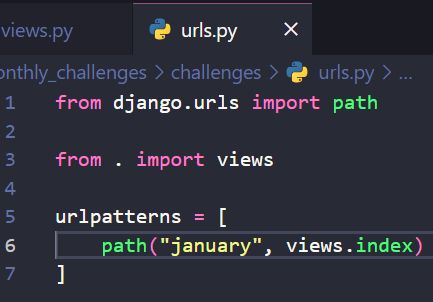 views.py urls.py ×
onthly_challenges > challenges > urls.py > ...
1 from django.urls import path
2
3 from . import views
4
5 urlpatterns = [
6     path("january", views.index)
7 ]